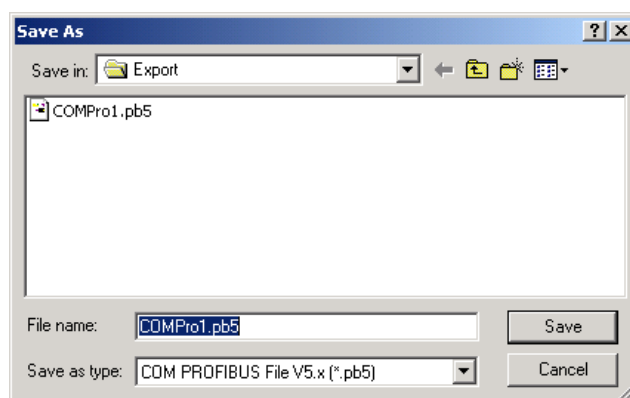 Save As
Save in: Export
COMPro1.pb5
File name: COMPro1.pb5 Save
Save as type: COM PROFIBUS File V5.x (*.pb5) Cancel